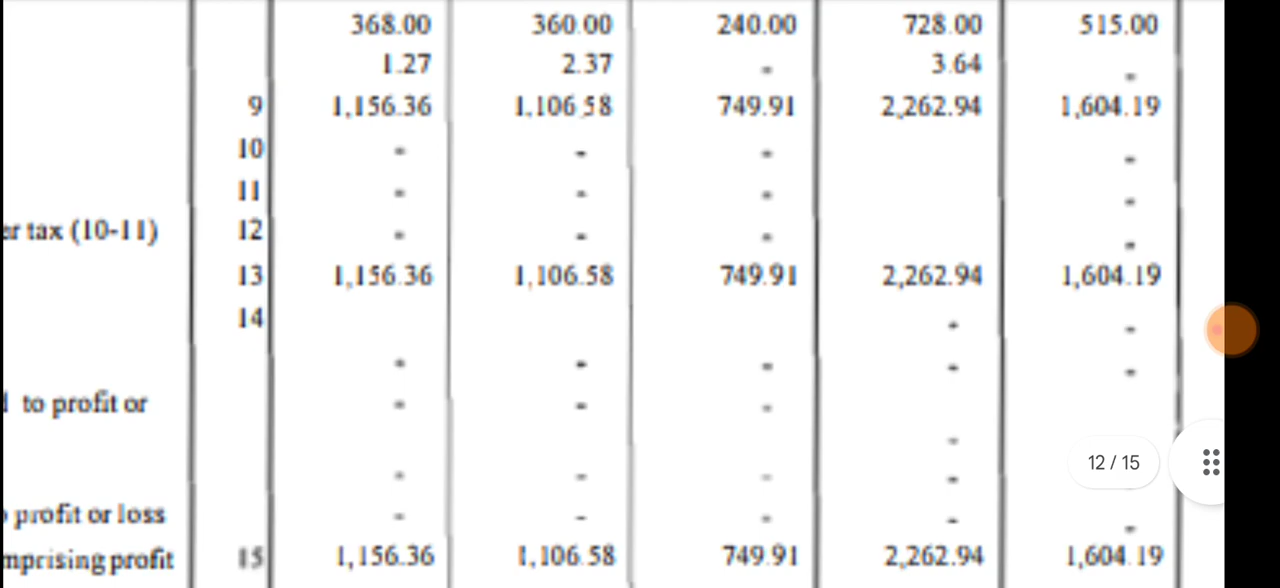 368.00 360.00 240.00 728.00 515.00
1.27 2.37 - 3.64 -
9 1,156.36 1,106.58 749.91 2,262.94 1,604.19
10 - - - -
11 - - - -
er tax (10-11) 12 - - - -
13 1,156.36 1,106.58 749.91 2,262.94 1,604.19
14 - -
- - - - -
to profit or - - -
-
12 / 15
- - - -
profit or loss - - - - -
mprising profit 15 1,156.36 1,106.58 749.91 2,262.94 1,604.19